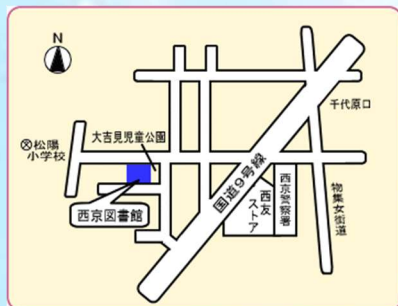 N
千代原口
大吉見児童公園
松陽
小学校
西京図書館
国道9号線
西友
ストア
西京警察署
物集女街道